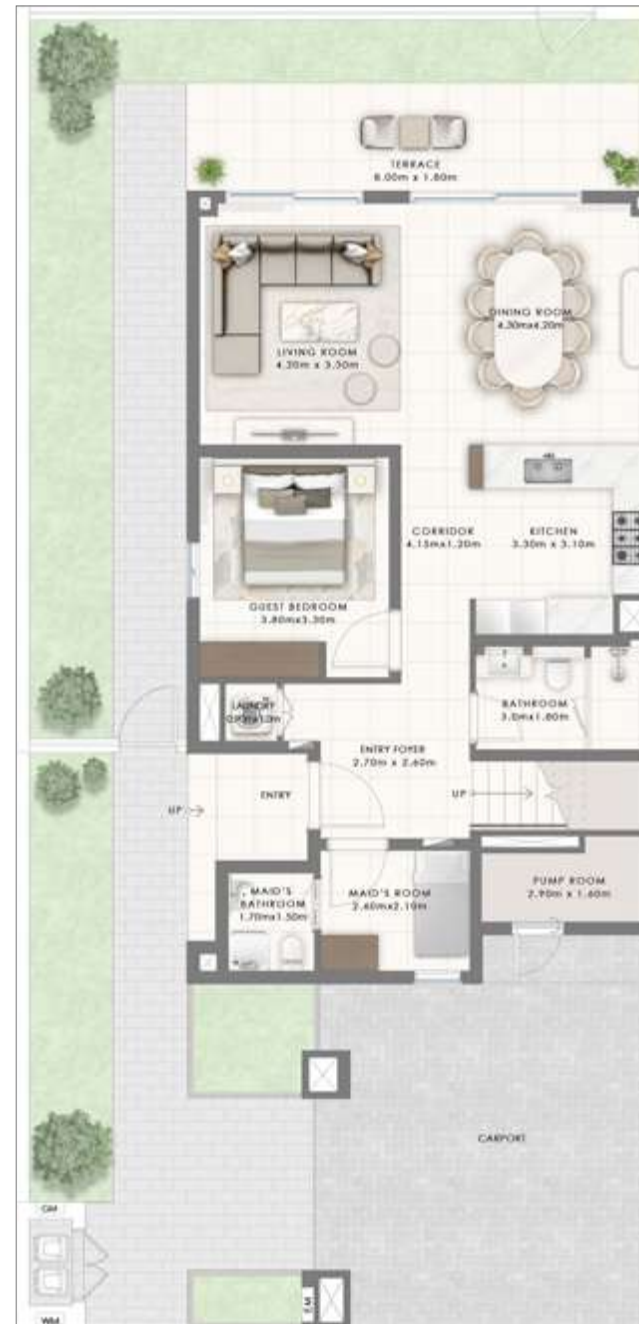 TERRACE
8.00m x 1.80m
DINING ROOM
4.30mx4.20m
LIVING ROOM
4.20m x 3.50m
CORRIDOR
4.15mx1.20m
KITCHEN
3.30m x 3.10m
GUEST BEDROOM
3.80mx3.30m
LAUNDRY
BATHROOM
3.0mx1.80m
ENTRY FOYER
2.70m x 2.60m
UP
ENTRY
UP
MAID'S
BATHROOM
1.70mx1.50m
MAID'S ROOM
2.60mx2.10m
PUMP ROOM
2.90m x 1.60m
CARPORT
GM
WM
EM